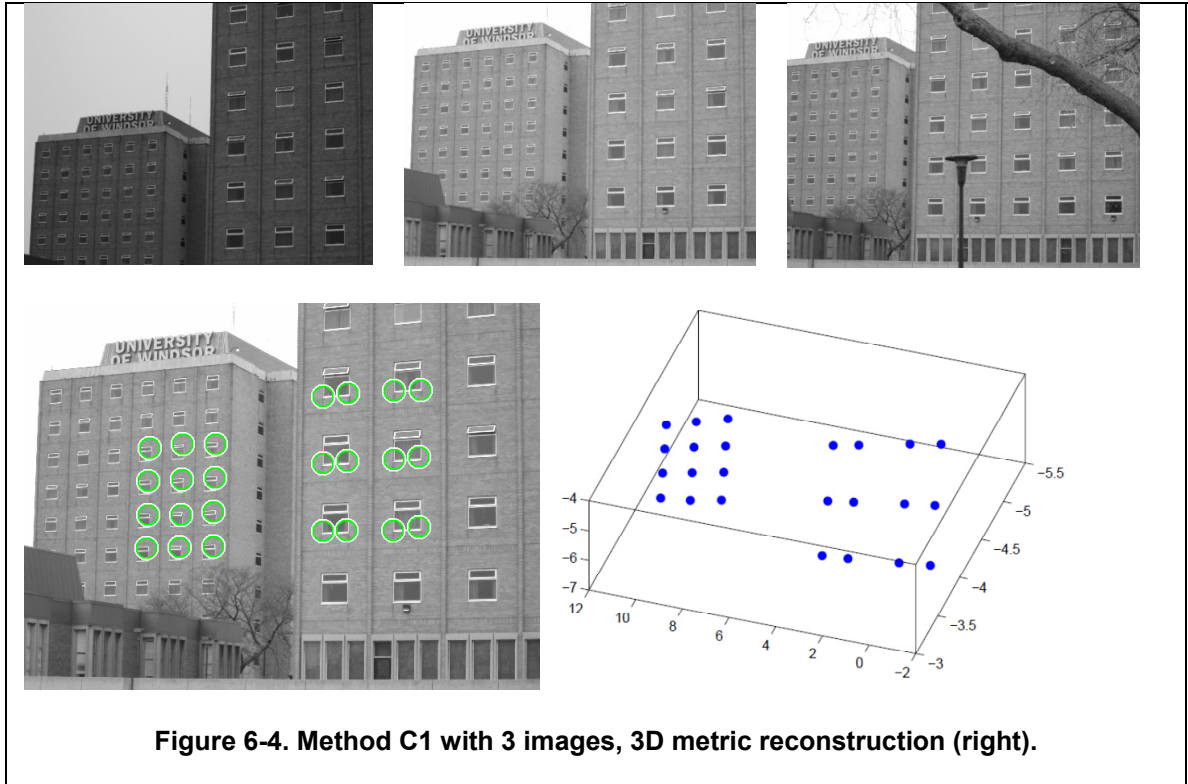 UNIVERSITY
OF WINDSOR
UNIVERSITY
OF WINDSOR
UNIVERSITY
OF WINDSOR
UNIVERSITY
OF WINDSOR
−4
−5
−6
−7
12
10
8
6
4
2
0
−2
−3
−3.5
−4
−4.5
−5
−5.5
Figure 6-4. Method C1 with 3 images, 3D metric reconstruction (right).